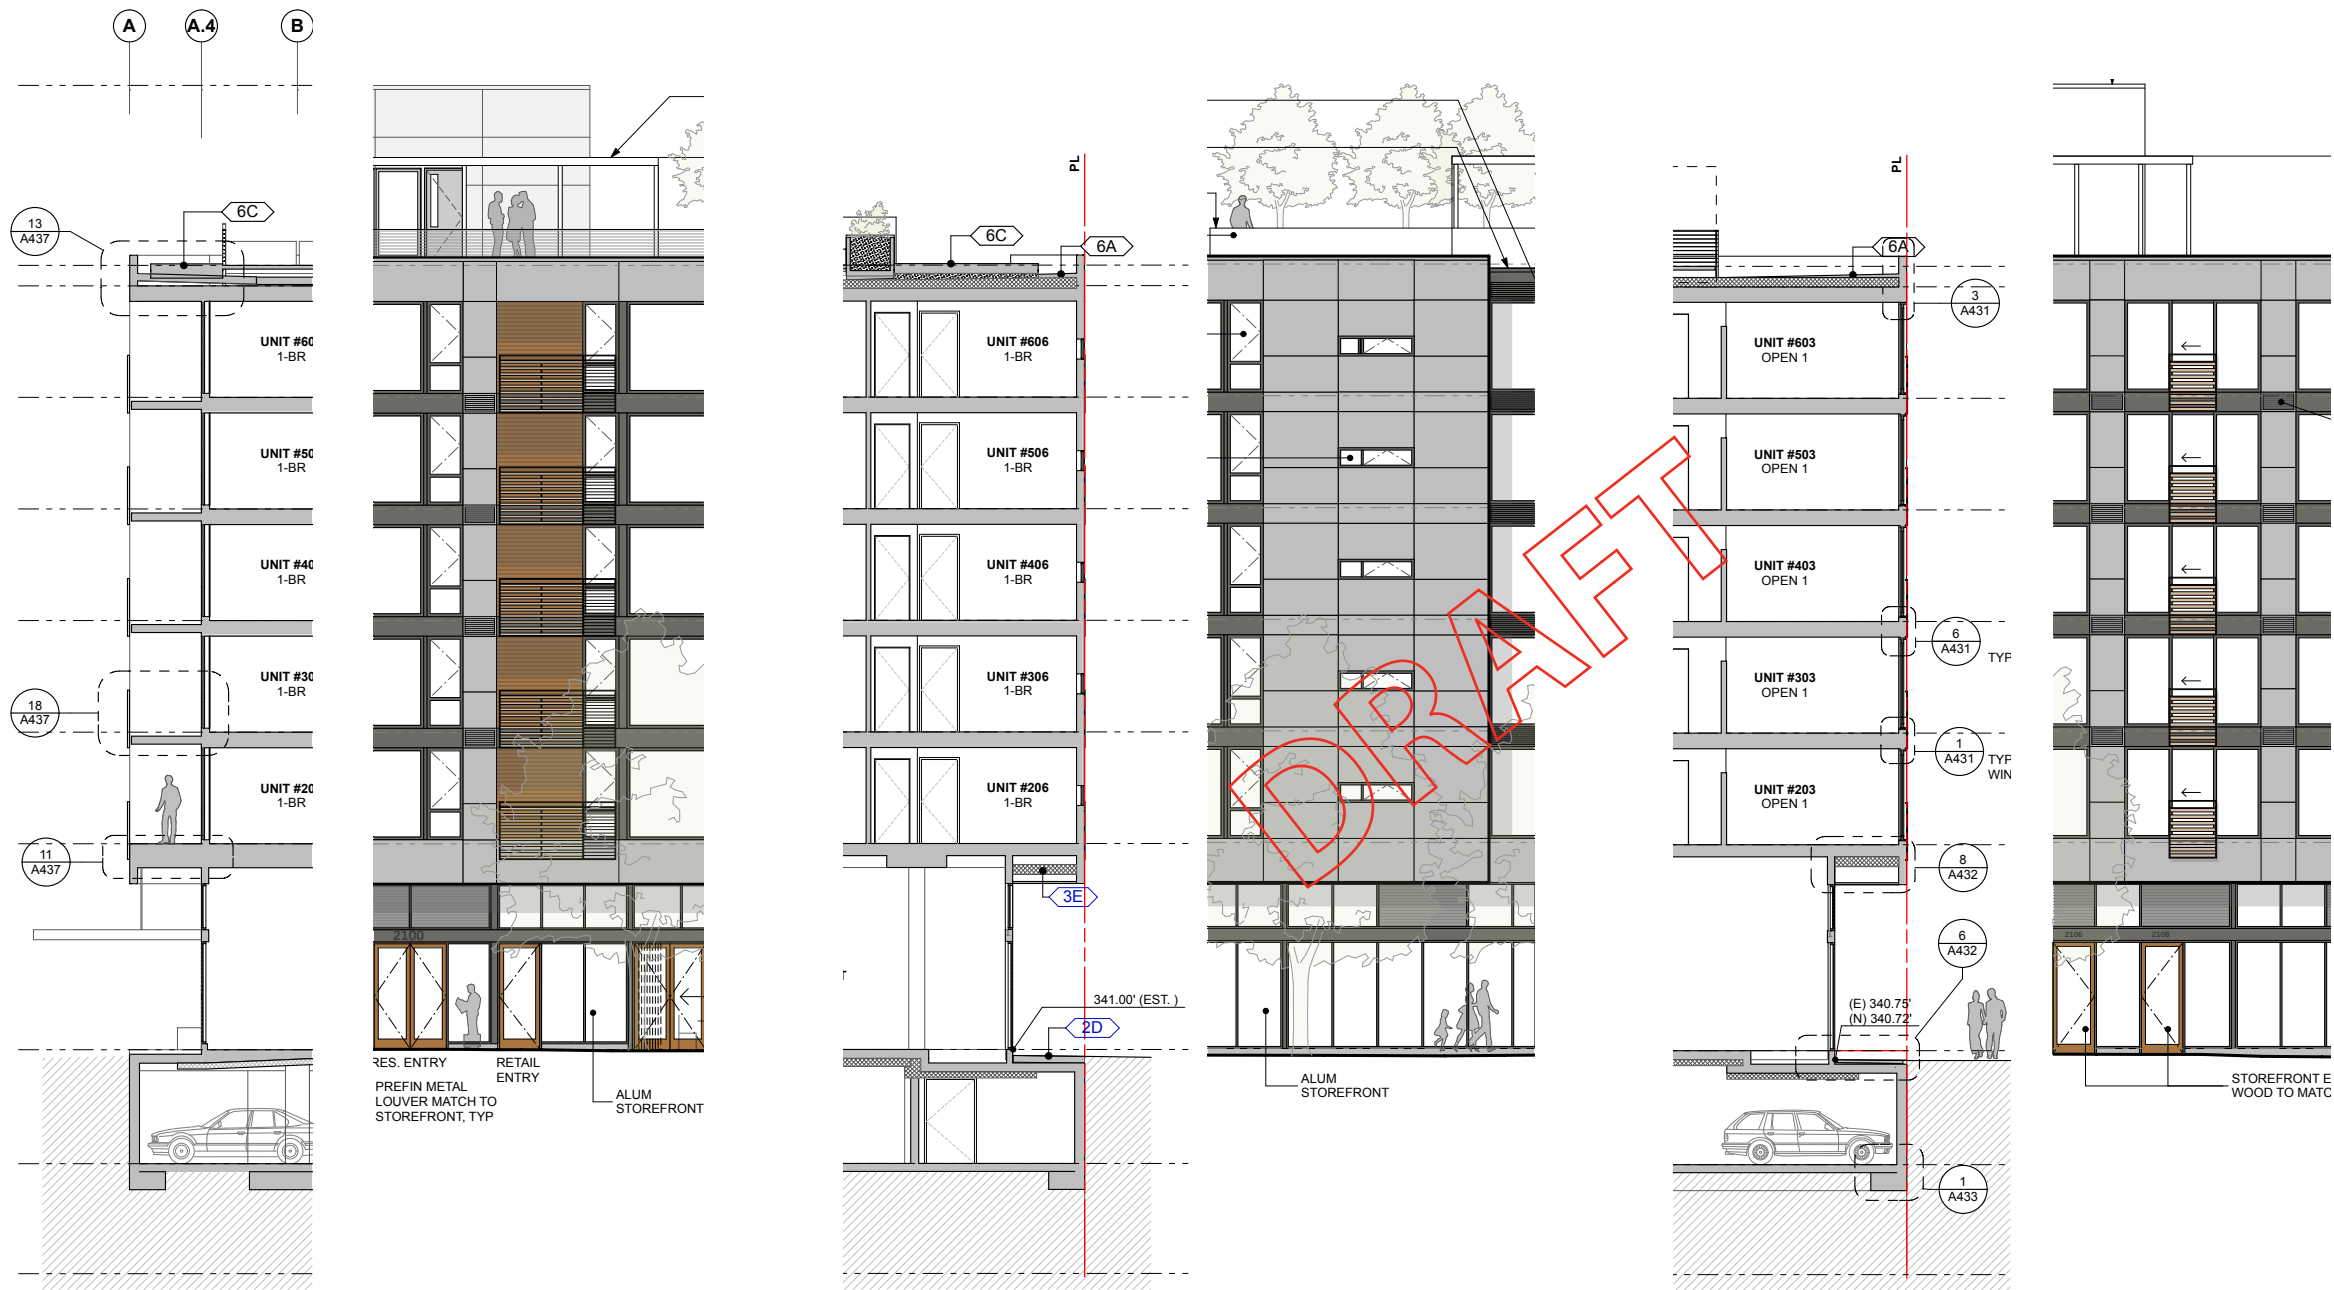 A
A.4
B
13
A437
6C
UNIT #60
1-BR
UNIT #50
1-BR
UNIT #40
1-BR
UNIT #30
1-BR
18
A437
UNIT #20
1-BR
11
A437
2100
RES. ENTRY
RETAIL
ENTRY
PREFIN METAL
LOUVER MATCH TO
STOREFRONT, TYP
ALUM
STOREFRONT
PL
6C
6A
UNIT #606
1-BR
UNIT #506
1-BR
UNIT #406
1-BR
UNIT #306
1-BR
UNIT #206
1-BR
3E
341.00' (EST. )
2D
ALUM
STOREFRONT
DRAFT
PL
6A
3
A431
UNIT #603
OPEN 1
UNIT #503
OPEN 1
UNIT #403
OPEN 1
6
A431
TYP
UNIT #303
OPEN 1
1
A431
TYP
WIN
UNIT #203
OPEN 1
8
A432
6
A432
(E) 340.75'
(N) 340.72'
1
A433
2106
2108
STOREFRONT E
WOOD TO MATC